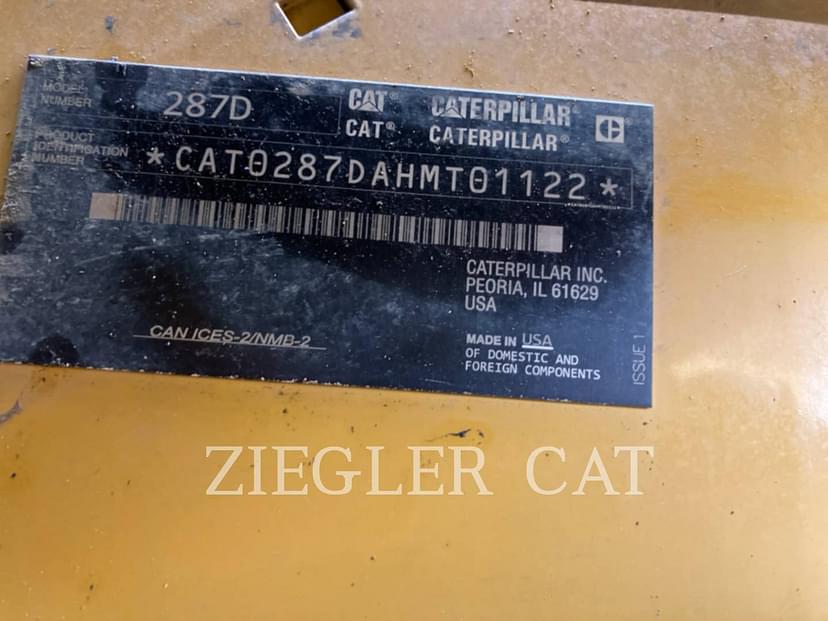 MODEL NUMBER 287D
CAT CATERPILLAR
CAT® CATERPILLAR®
PRODUCT IDENTIFICATION NUMBER *CAT0287DAHMT01122*
CATERPILLAR INC.
PEORIA, IL 61629
USA
CAN ICES-2/NMB-2
MADE IN USA
OF DOMESTIC AND
FOREIGN COMPONENTS
ISSUE 1
ZIEGLER CAT